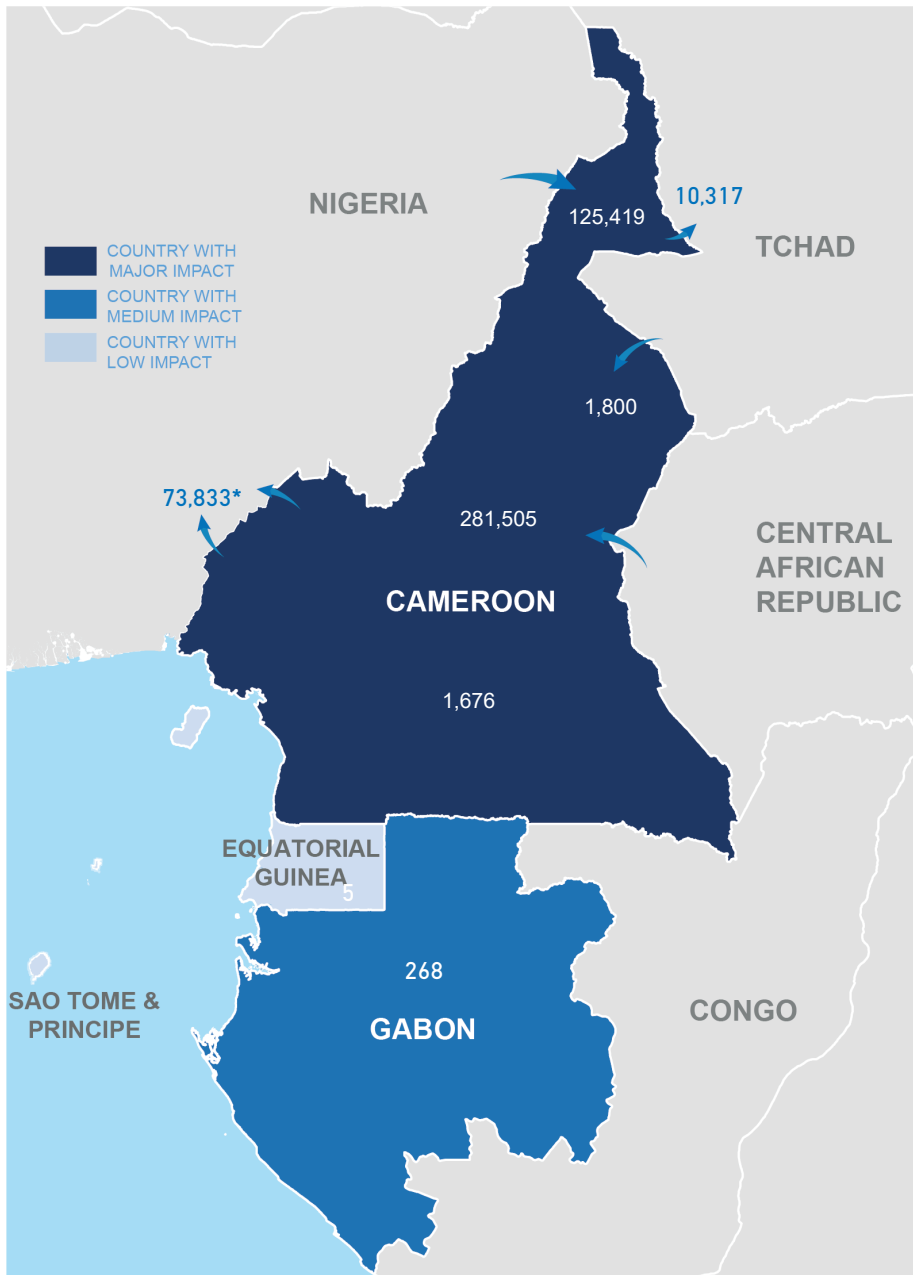 10,317
NIGERIA
125,419
TCHAD
COUNTRY WITH
MAJOR IMPACT
COUNTRY WITH
MEDIUM IMPACT
COUNTRY WITH
LOW IMPACT
1,800
73,833*
281,505
CENTRAL
AFRICAN
REPUBLIC
CAMEROON
1,676
EQUATORIAL
GUINEA
5
268
SAO TOME &
PRINCIPE
GABON
CONGO